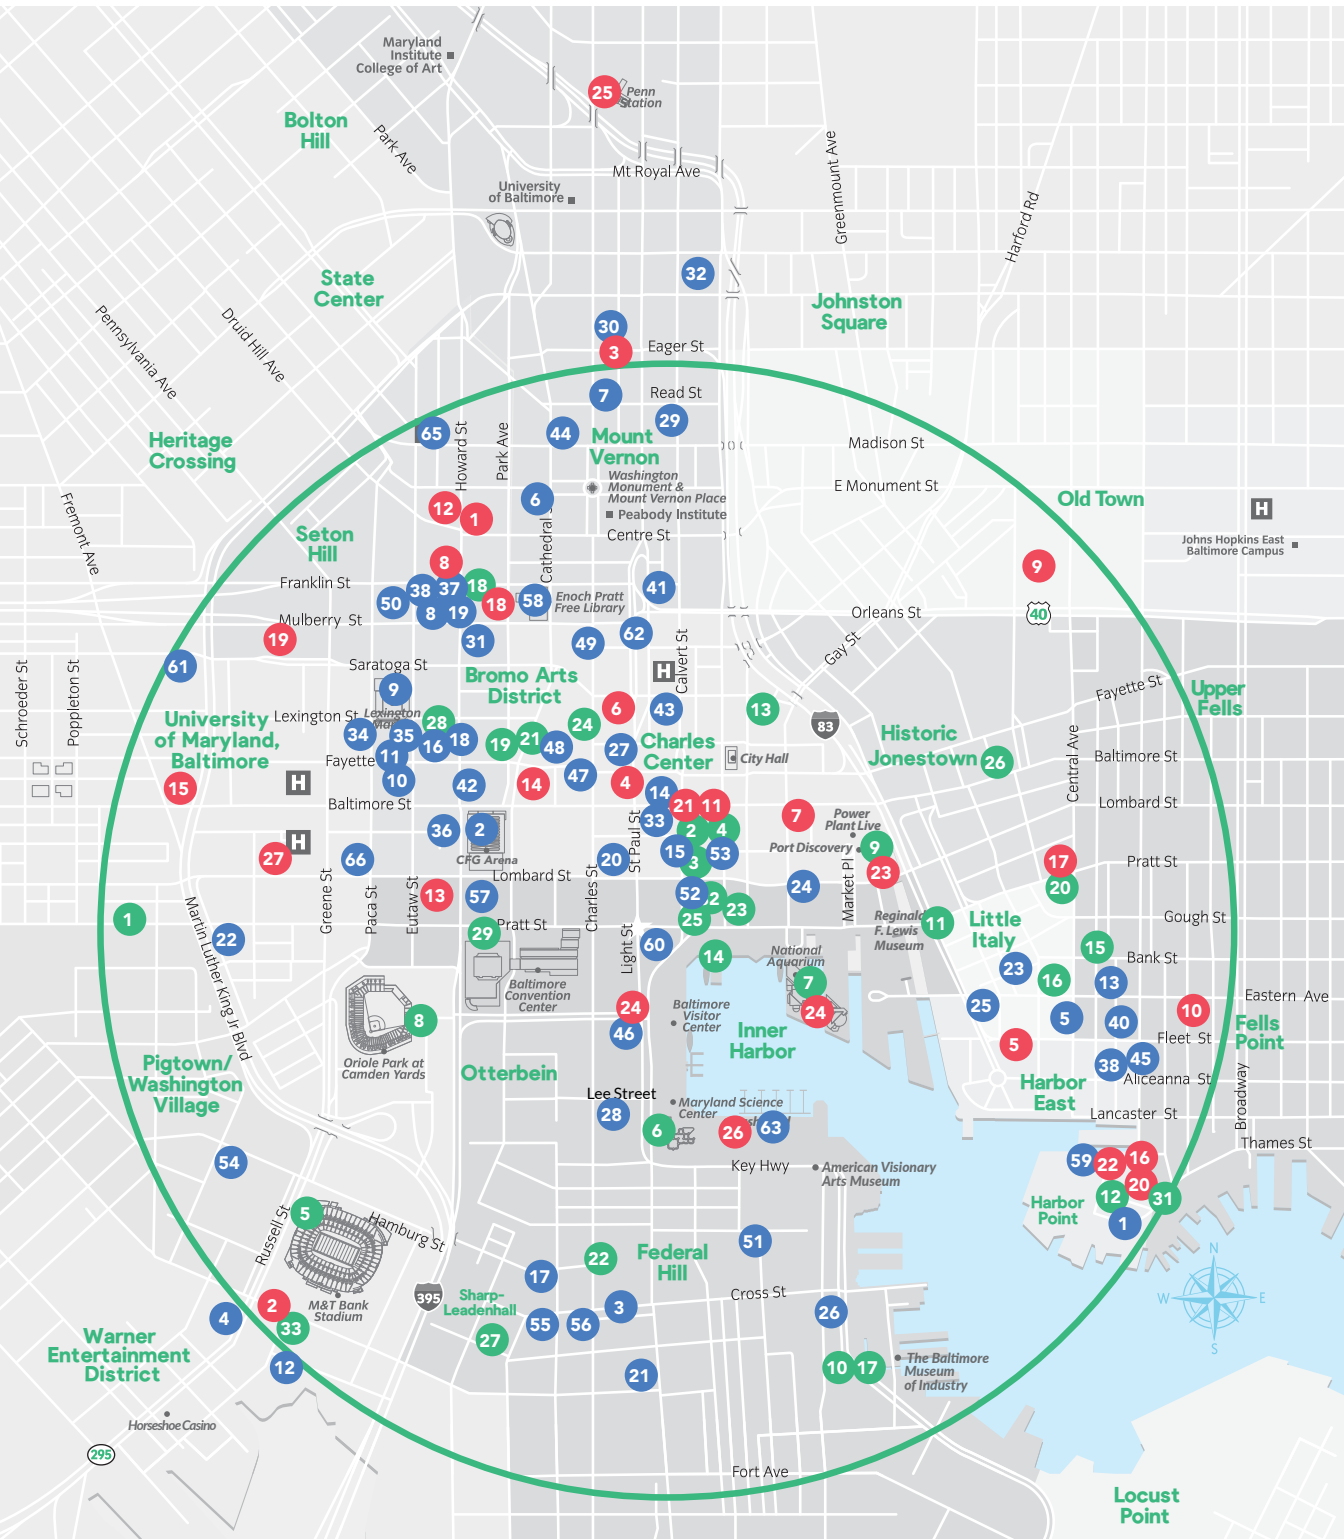 Maryland
Institute
College of Art
25
Penn
Station
Bolton
Hill
Park Ave
Greenmount Ave
Mt Royal Ave
University
of Baltimore
Harford Rd
State
Center
32
Johnston
Square
Pennsylvania Ave
Druid Hill Ave
30
3
Eager St
7
Read St
29
65
44
Howard St
Park Ave
Mount
Vernon
Madison St
Heritage
Crossing
Washington
Monument &
Mount Vernon Place
Peabody Institute
E Monument St
Old Town
H
6
12
1
Centre St
Cathedral
Fremont Ave
Seton
Hill
Johns Hopkins East
Baltimore Campus
8
9
Franklin St
38
37
18
41
50
8
19
18
58
Enoch Pratt
Free Library
Orleans St
40
Mulberry St
19
31
49
62
Gay St
Calvert St
61
Saratoga St
H
Schroeder St
Poppleton St
9
Bromo Arts
District
Fayette St
Upper
Fells
University
of Maryland,
Baltimore
Lexington St
Lexington
28
6
43
13
83
24
34
35
16
18
19
21
48
27
Charles
Center
Historic
Jonestown
26
Central Ave
Fayette
11
City Hall
Baltimore St
15
H
10
42
14
47
4
14
Baltimore St
21
11
Lombard St
7
Power
Plant Live
36
2
33
St Paul St
2
4
H
27
66
CFG Arena
20
15
3
53
Port Discovery
9
17
Pratt St
Lombard St
23
20
Greene St
Paca St
Eutaw St
13
57
Charles St
52
2
24
Market Pl
1
25
23
Reginald
F. Lewis
Museum
11
Little
Italy
Gough St
Martin Luther King Jr Blvd
22
29
Pratt St
Light St
60
14
National
Aquarium
15
Bank St
23
16
13
7
Baltimore
Convention
Center
Eastern Ave
8
24
46
Baltimore
Visitor
Center
24
25
5
40
10
Inner
Harbor
5
Fleet St
Fells
Point
Oriole Park at
Camden Yards
Pigtown/
Washington
Village
Otterbein
38
45
Aliceanna St
Harbor
East
Lee Street
28
Maryland Science
Center
Lancaster St
Broadway
6
26
63
Thames St
54
Key Hwy
American Visionary
Arts Museum
59
22
16
20
12
31
Harbor
Point
1
5
Russell St
Hamburg St
51
22
Federal
Hill
N
W
E
S
17
395
Sharp-
Leadenhall
Cross St
2
M&T Bank
Stadium
3
26
4
33
27
55
56
Warner
Entertainment
District
12
21
10
17
The Baltimore
Museum
of Industry
Horseshoe Casino
295
Fort Ave
Locust
Point